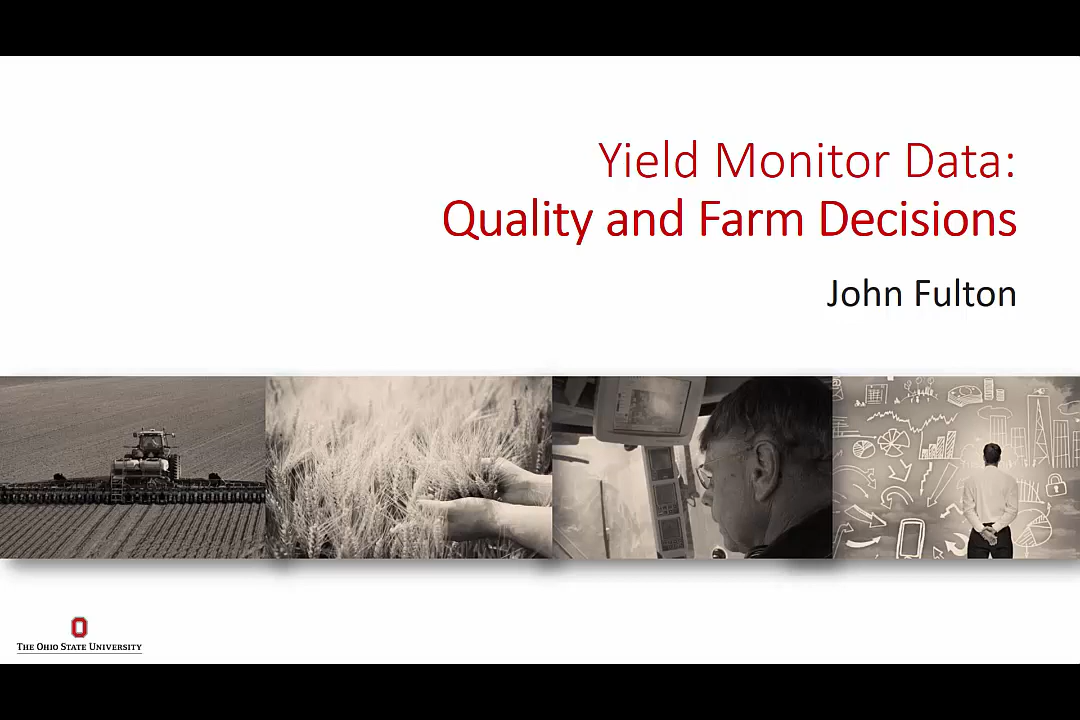 Yield Monitor Data:
Quality and Farm Decisions
John Fulton
THE OHIO STATE UNIVERSITY